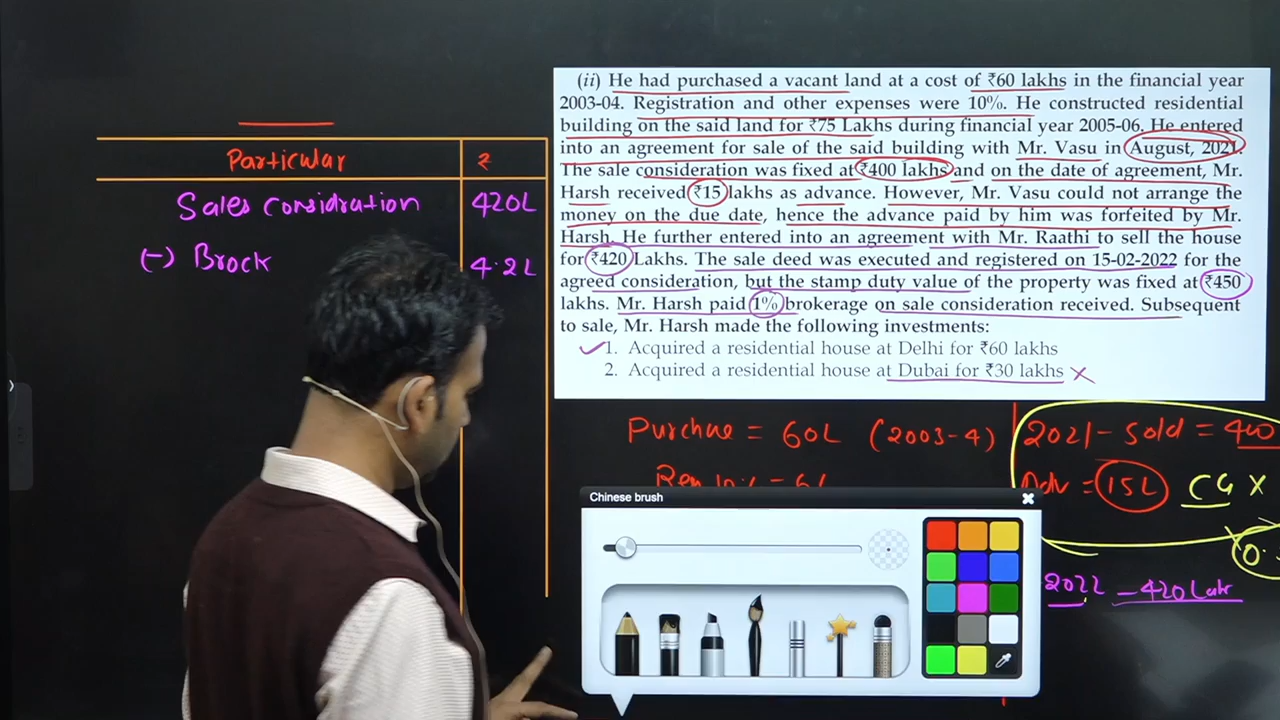 Particular ₹
Sales Considration 420L
(-) Brock 4.2L
(ii) He had purchased a vacant land at a cost of ₹60 lakhs in the financial year
2003-04. Registration and other expenses were 10%. He constructed residential
building on the said land for ₹75 Lakhs during financial year 2005-06. He entered
into an agreement for sale of the said building with Mr. Vasu in August, 2021.
The sale consideration was fixed at ₹400 lakhs and on the date of agreement, Mr.
Harsh received ₹15 lakhs as advance. However, Mr. Vasu could not arrange the
money on the due date, hence the advance paid by him was forfeited by Mr.
Harsh. He further entered into an agreement with Mr. Raathi to sell the house
for ₹420 Lakhs. The sale deed was executed and registered on 15-02-2022 for the
agreed consideration, but the stamp duty value of the property was fixed at ₹450
lakhs. Mr. Harsh paid 1% brokerage on sale consideration received. Subsequent
to sale, Mr. Harsh made the following investments:
1. Acquired a residential house at Delhi for ₹60 lakhs
2. Acquired a residential house at Dubai for ₹30 lakhs
Purchae = 60L (2003-4)
2021 - Sold = 400
Adv = 15L CG X
Chinese brush
2022 - 420 Lakh